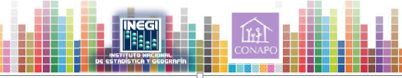 INEGI
INSTITUTO NACIONAL
DE ESTADÍSTICA Y GEOGRAFÍA
CONAPO